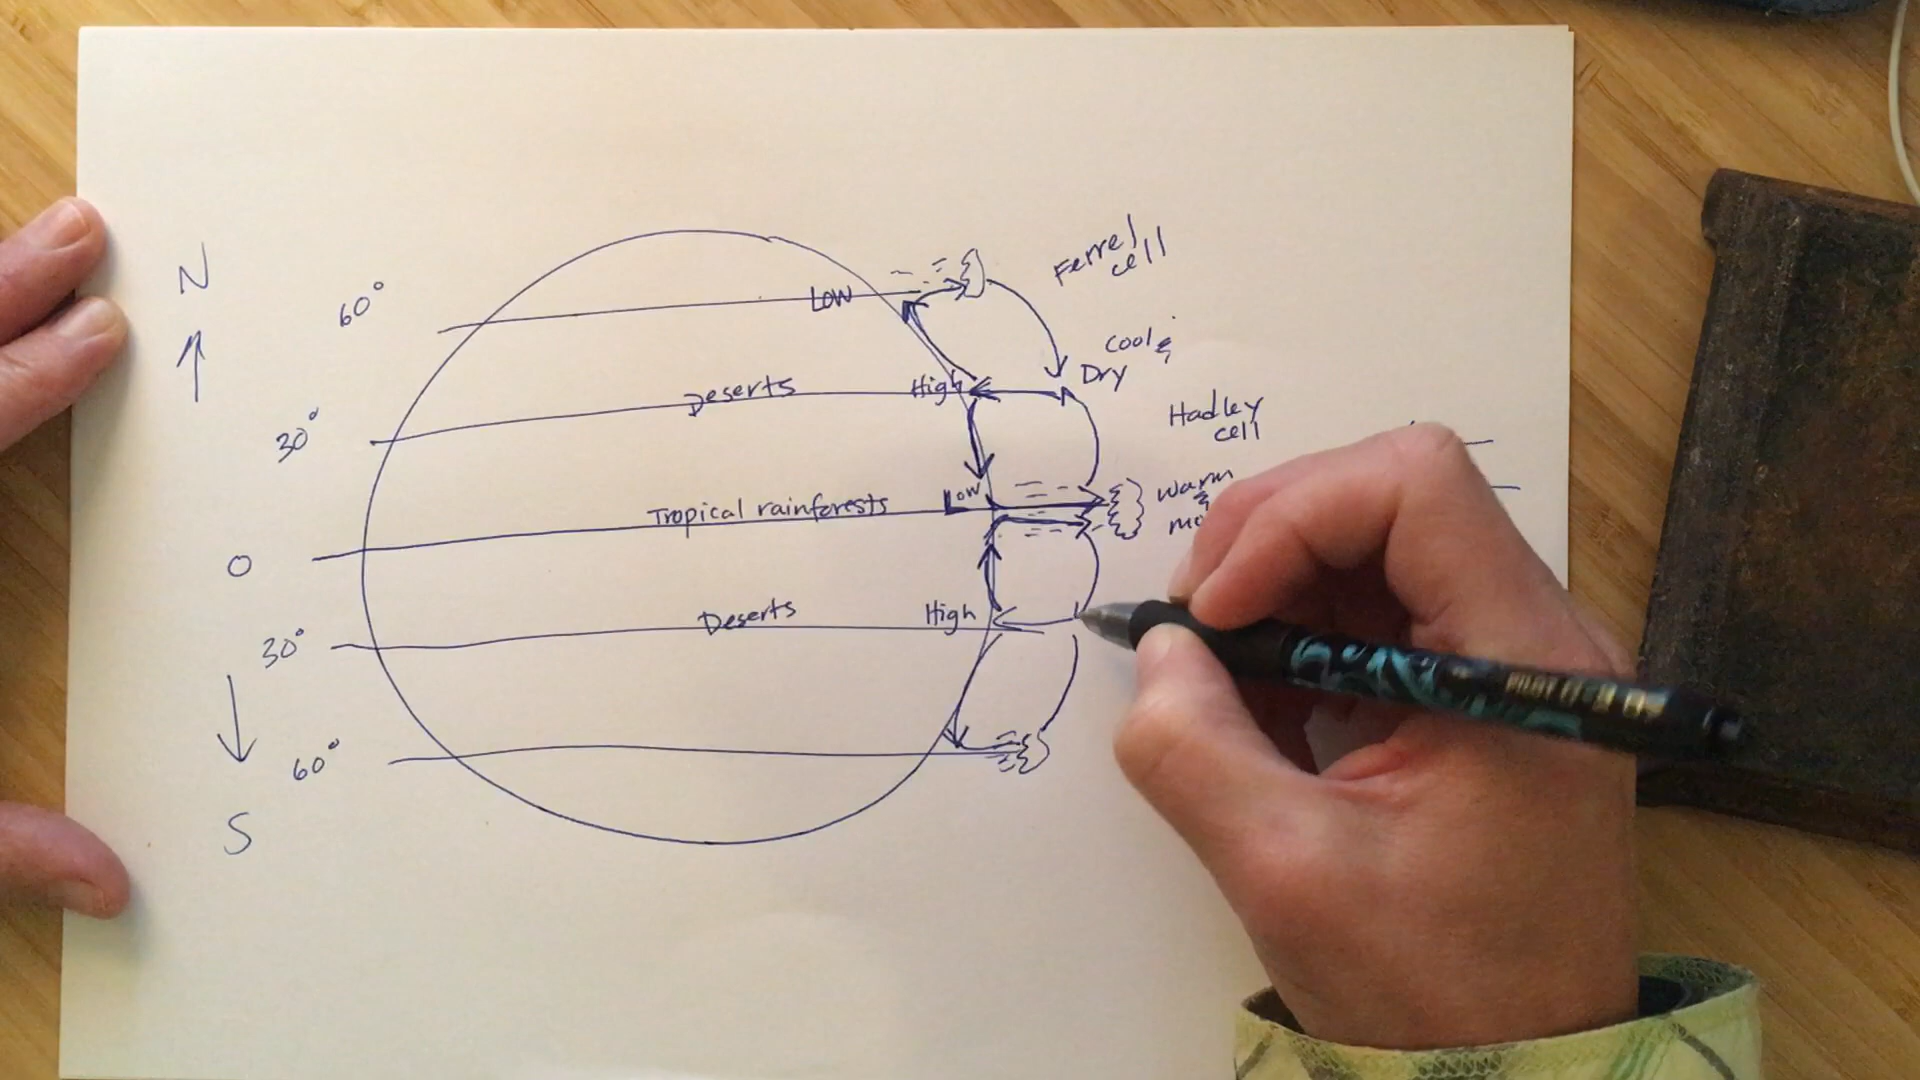 N
60°
Low
Ferrel
cell
Cool &
Dry
30°
Deserts
High
Hadley
cell
Low
Warm
&
Tropical rainforests
0
Deserts
High
30°
60°
S
PILOT